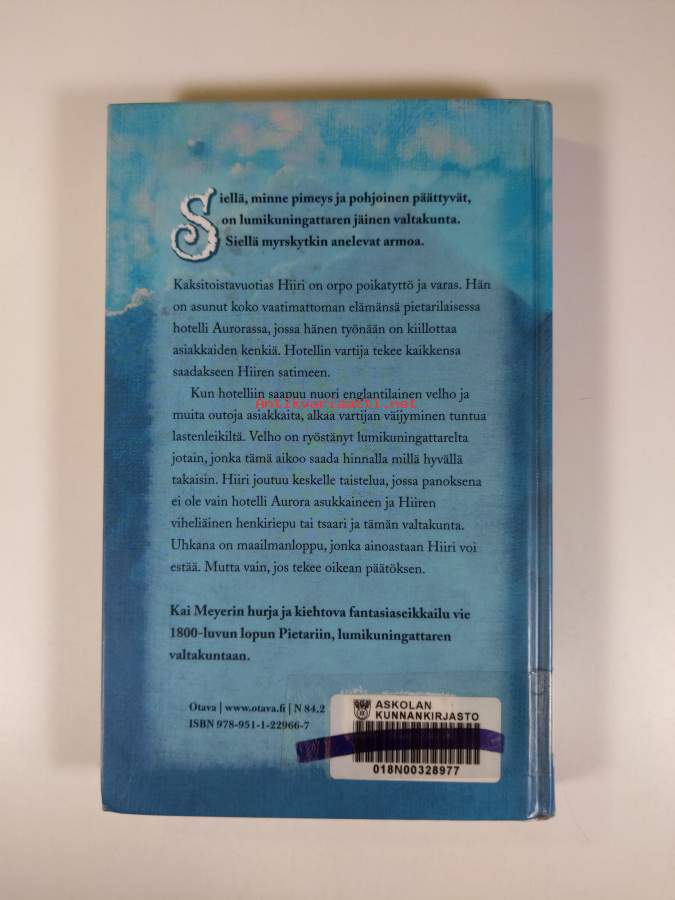 Siellä, minne pimeys ja pohjoinen päättyvät,
on lumikuningattaren jäinen valtakunta.
Siellä myrskytkin anelevat armoa.
Kaksitoistavuotias Hiiri on orpo poikatyttö ja varas. Hän
on asunut koko vaatimattoman elämänsä pietarilaisessa
hotelli Aurorassa, jossa hänen työnään on kiillottaa
asiakkaiden kenkiä. Hotellin vartija tekee kaikkensa
saadakseen Hiiren satimeen.
Kun hotelliin saapuu nuori englantilainen velho ja
Antikvariaatti.net
muita outoja asiakkaita, alkaa vartijan väijyminen tuntua
lastenleikiltä. Velho on ryöstänyt lumikuningattarelta
jotain, jonka tämä aikoo saada hinnalla millä hyvällä
takaisin. Hiiri joutuu keskelle taistelua, jossa panoksena
ei ole vain hotelli Aurora asukkaineen ja Hiiren
viheliäinen henkiriepu tai tsaari ja tämän valtakunta.
Uhkana on maailmanloppu, jonka ainoastaan Hiiri voi
estää. Mutta vain, jos tekee oikean päätöksen.
Kai Meyerin hurja ja kiehtova fantasiaseikkailu vie
1800-luvun lopun Pietariin, lumikuningattaren
valtakuntaan.
Otava | www.otava.fi | N 84.2
ISBN 978-951-1-22966-7
ASKOLAN
KUNNANKIRJASTO
018N00328977